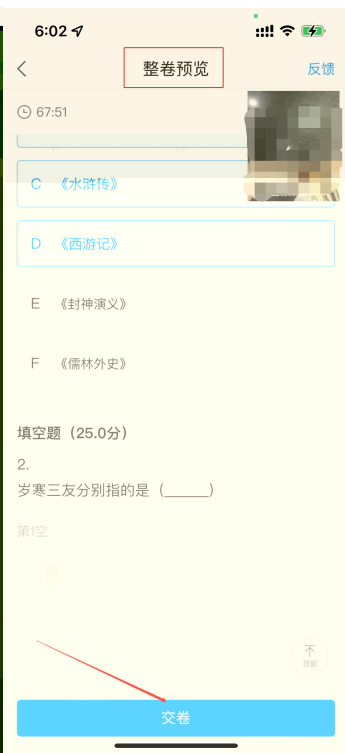 6:02
整卷预览
反馈
67:51
C 《水浒传》
D 《西游记》
E 《封神演义》
F 《儒林外史》
填空题（25.0分）
2.
岁寒三友分别指的是（______）
第1空
顶部
交卷